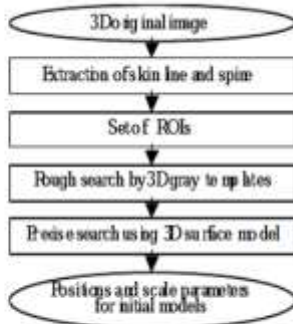 3D original image
Extraction of skin line and spine
Set of ROIs
Rough search by 3D gray templates
Precise search using 3D surface model
Positions and scale parameters
for initial models